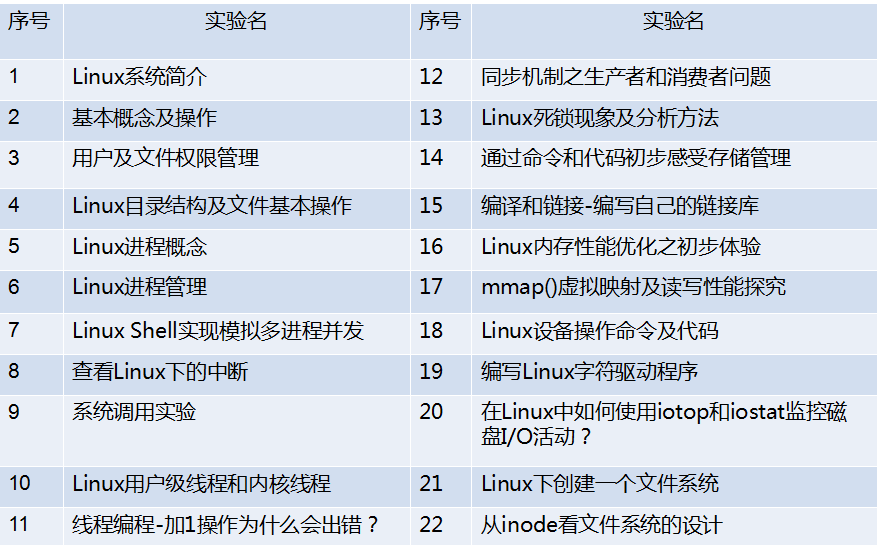 序号 实验名 序号 实验名
1 Linux系统简介 12 同步机制之生产者和消费者问题
2 基本概念及操作 13 Linux死锁现象及分析方法
3 用户及文件权限管理 14 通过命令和代码初步感受存储管理
4 Linux目录结构及文件基本操作 15 编译和链接-编写自己的链接库
5 Linux进程概念 16 Linux内存性能优化之初步体验
6 Linux进程管理 17 mmap()虚拟映射及读写性能探究
7 Linux Shell实现模拟多进程并发 18 Linux设备操作命令及代码
8 查看Linux下的中断 19 编写Linux字符驱动程序
9 系统调用实验 20 在Linux中如何使用iotop和iostat监控磁
盘I/O活动？
10 Linux用户级线程和内核线程 21 Linux下创建一个文件系统
11 线程编程-加1操作为什么会出错？ 22 从inode看文件系统的设计